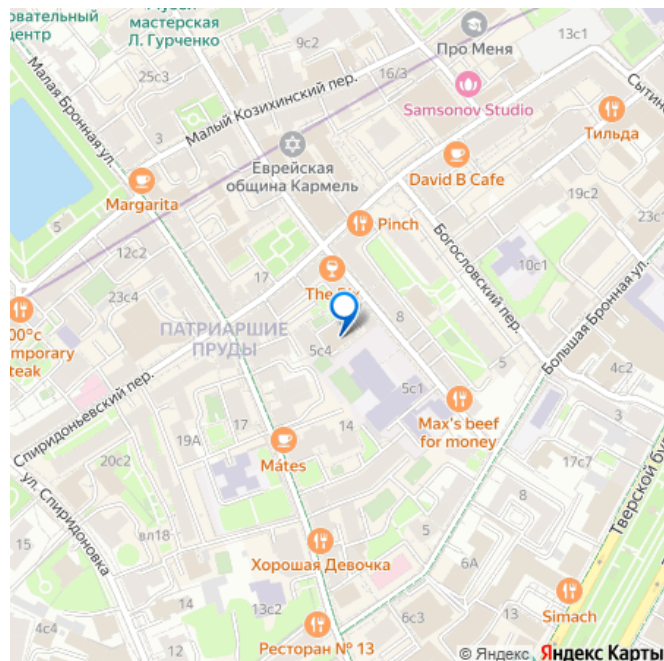 овательный
центр
мастерская
Л. Гурченко
9с2
Про Меня
13с1
25с3
16/3
Малый Козихинский пер.
Samsonov Studio
Сытин
Тильда
Малая Бронная ул.
3
Еврейская
община Кармель
David B Cafe
19с2
Margarita
Pinch
23с1
5
12с2
Богословский пер.
10с1
17
The
23с4
8
ПАТРИАРШИЕ
ПРУДЫ
5с4
Большая Бронная ул.
00°c
mporary
teak
5
4с2
5с1
Спиридоньевский пер.
Max's beef
for money
3
19А
17
14
Mates
20с2
17с7
ул. Спиридоновка
8
Тверской бу
5
вл18
15
Хорошая Девочка
6А
14
13с2
13
Simach
12
6с3
4с4
Ресторан № 13
© Яндекс Яндекс Карты